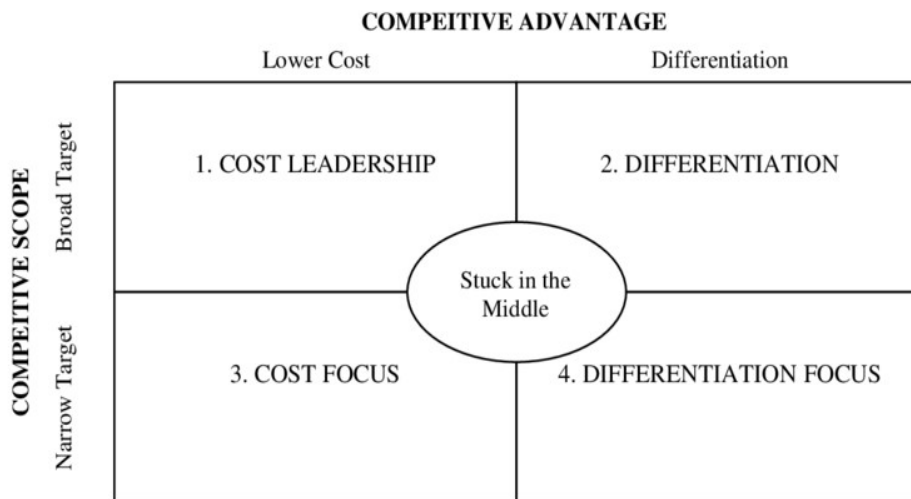 COMPEITIVE ADVANTAGE
Lower Cost
Differentiation
COMPEITIVE SCOPE
Broad Target
1. COST LEADERSHIP
2. DIFFERENTIATION
Stuck in the
Middle
Narrow Target
3. COST FOCUS
4. DIFFERENTIATION FOCUS